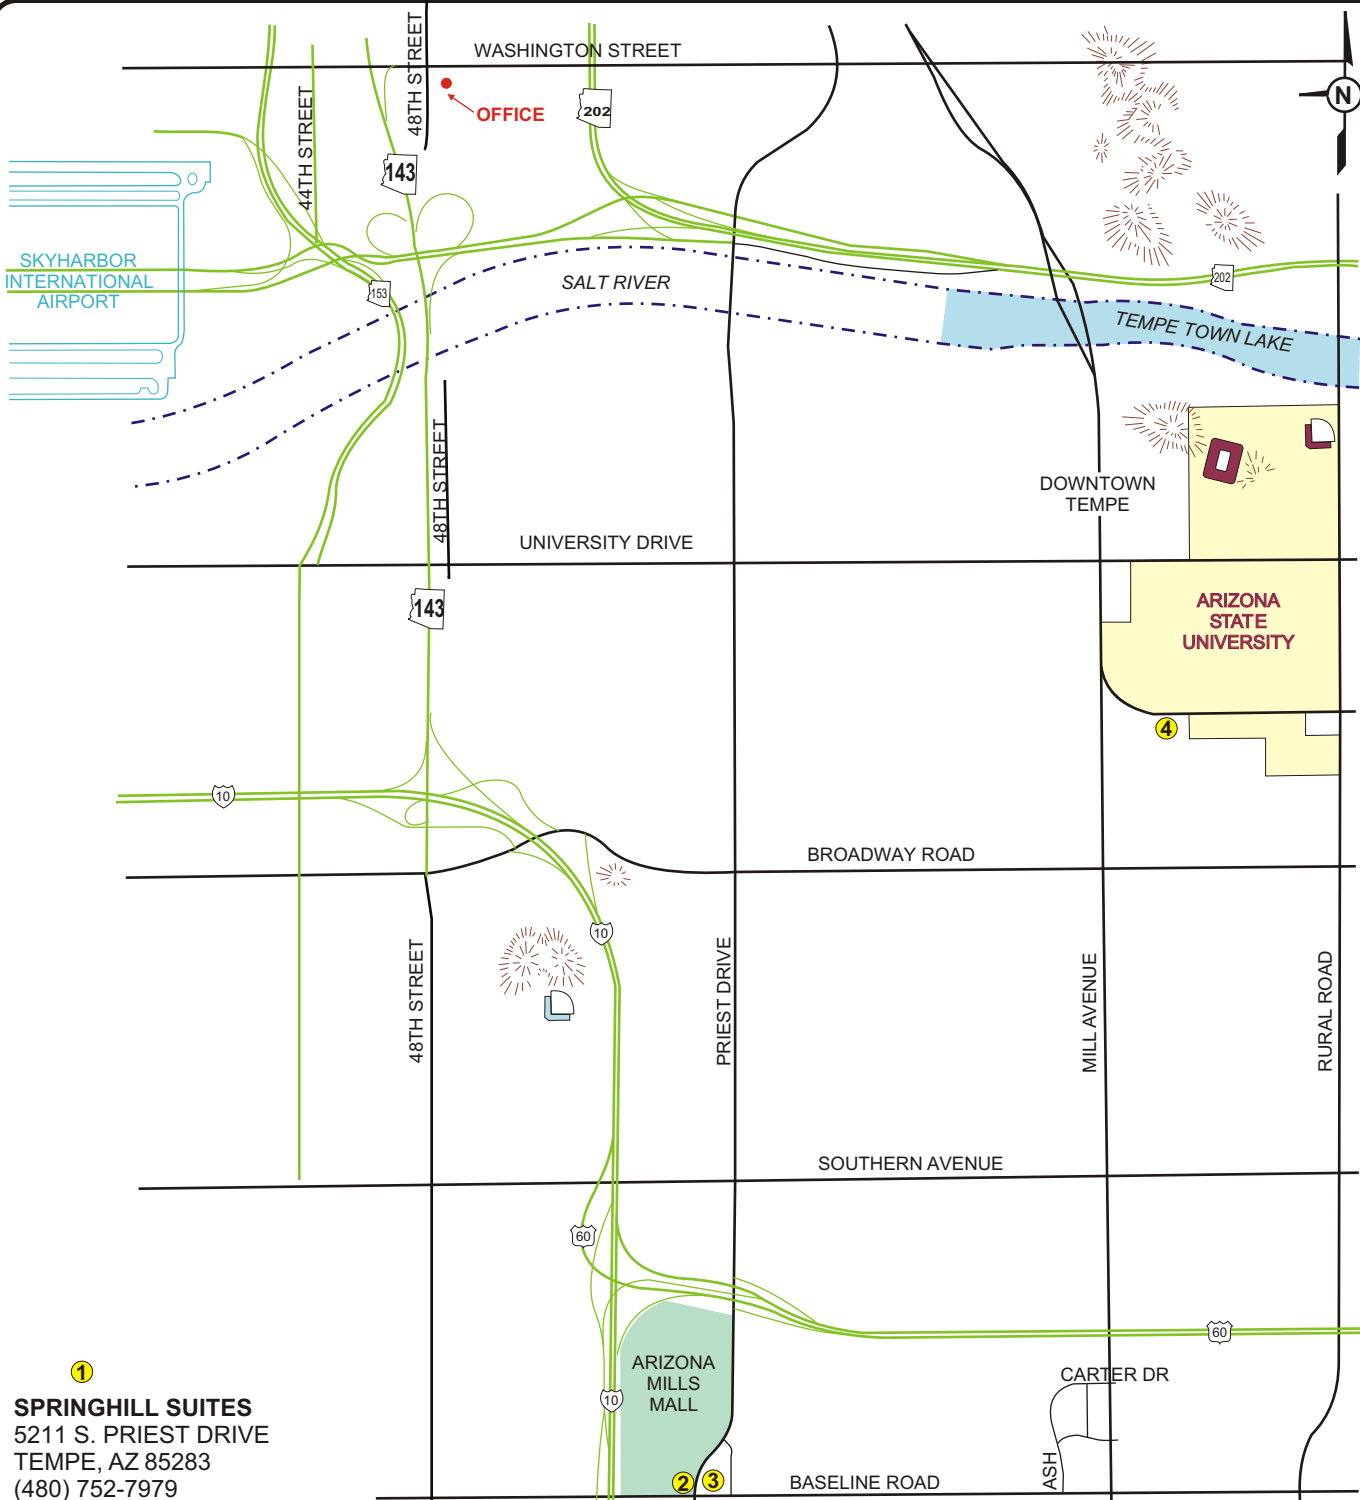 WASHINGTON STREET
48TH STREET
OFFICE
202
N
44TH STREET
143
SKYHARBOR
INTERNATIONAL
AIRPORT
153
SALT RIVER
202
TEMPE TOWN LAKE
48TH STREET
DOWNTOWN
TEMPE
UNIVERSITY DRIVE
143
ARIZONA
STATE
UNIVERSITY
4
10
BROADWAY ROAD
10
48TH STREET
PRIEST DRIVE
MILL AVENUE
RURAL ROAD
SOUTHERN AVENUE
60
60
ARIZONA
MILLS
MALL
CARTER DR
10
ASH
2
3
BASELINE ROAD
1
SPRINGHILL SUITES
5211 S. PRIEST DRIVE
TEMPE, AZ 85283
(480) 752-7979